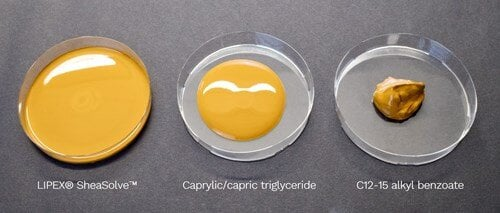 LIPEX® SheaSolve™
Caprylic/capric triglyceride
C12-15 alkyl benzoate